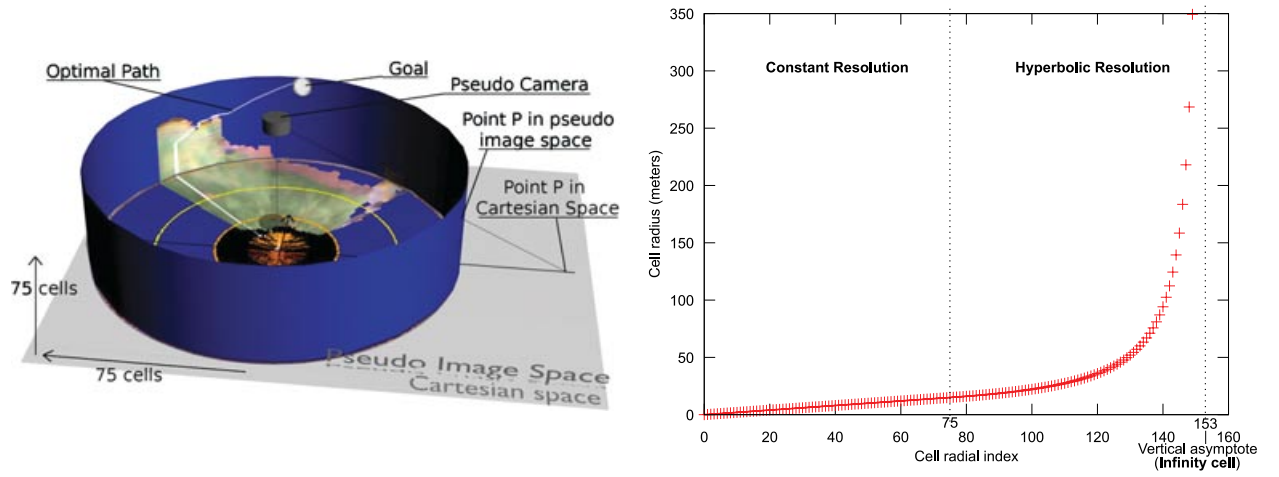 Optimal Path
Goal
Pseudo Camera
Point P in pseudo
image space
Point P in
Cartesian Space
75 cells
75 cells
Pseudo Image Space
Cartesian space
350
300
250
200
150
100
50
0
Cell radius (meters)
Constant Resolution
Hyperbolic Resolution
75
153
0
20
40
60
80
100
120
140
160
Cell radial index
Vertical asymptote
(Infinity cell)